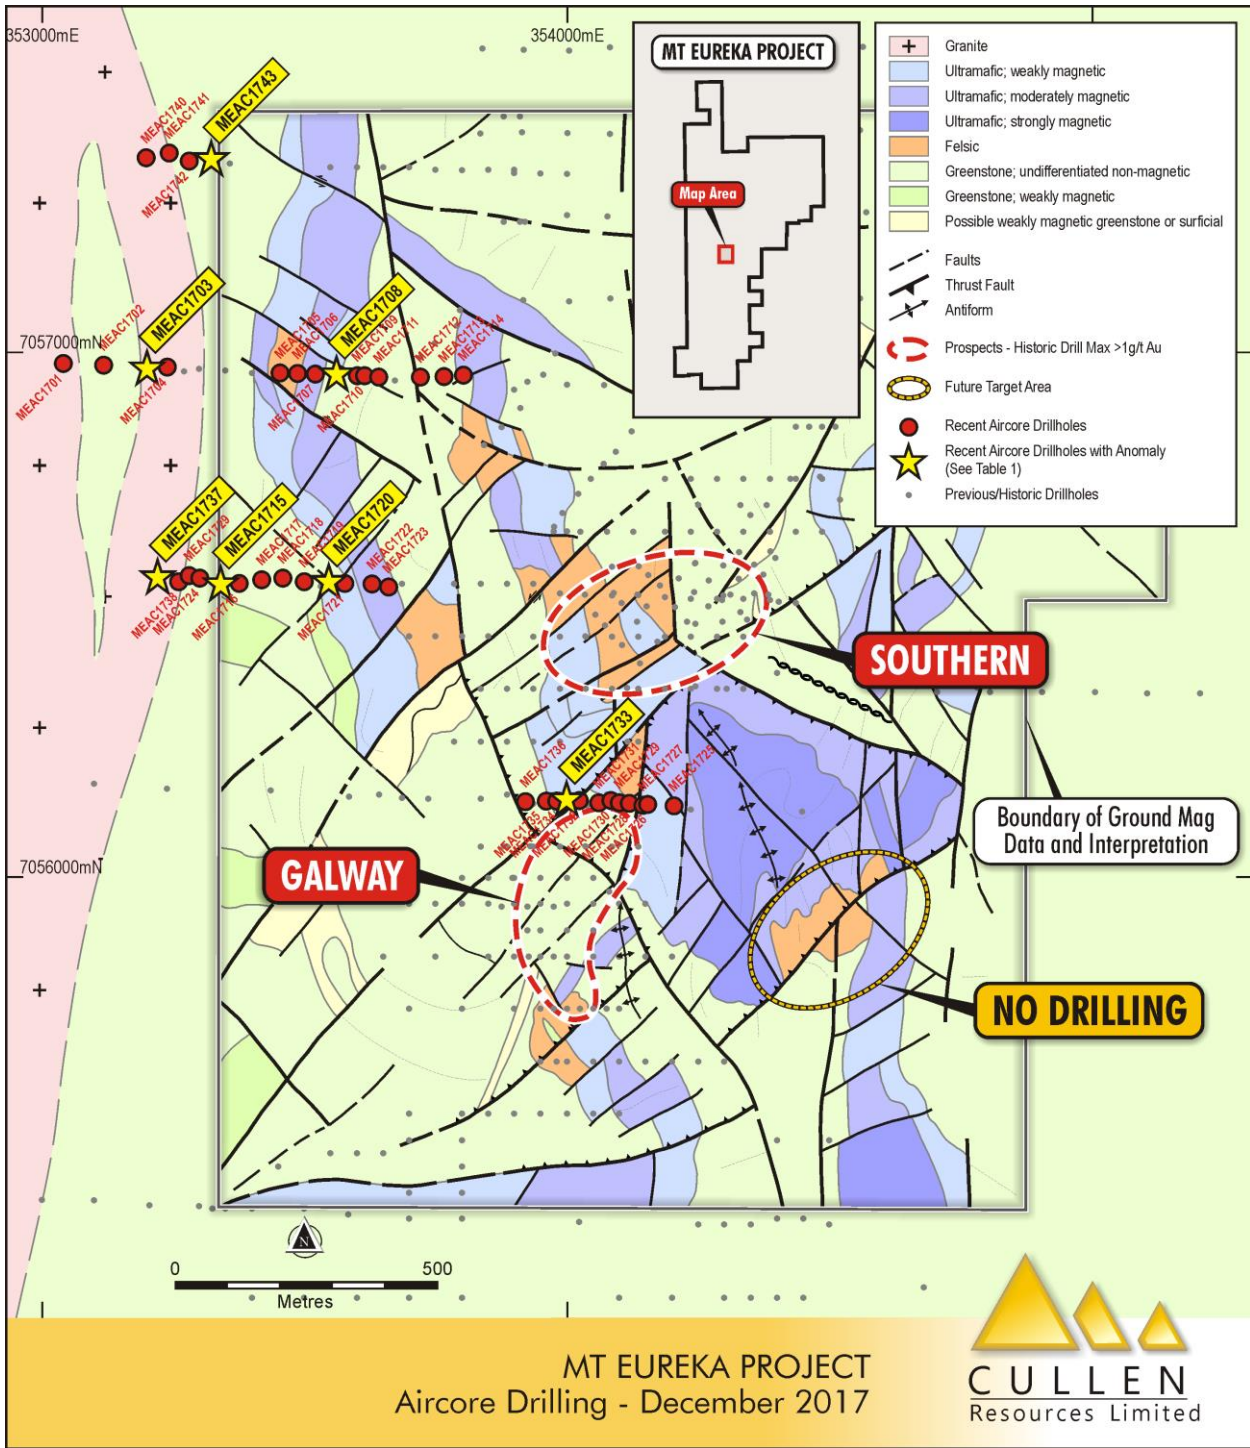 353000mE
354000mE
MT EUREKA PROJECT
Map Area
Granite
Ultramafic; weakly magnetic
Ultramafic; moderately magnetic
Ultramafic; strongly magnetic
Felsic
Greenstone; undifferentiated non-magnetic
Greenstone; weakly magnetic
Possible weakly magnetic greenstone or surficial
Faults
Thrust Fault
Antiform
Prospects - Historic Drill Max >1g/t Au
Future Target Area
Recent Aircore Drillholes
Recent Aircore Drillholes with Anomaly
(See Table 1)
Previous/Historic Drillholes
MEAC1740
MEAC1741
MEAC1743
MEAC1742
7057000mN
MEAC1701
MEAC1702
MEAC1703
MEAC1704
MEAC1705
MEAC1706
MEAC1707
MEAC1708
MEAC1709
MEAC1710
MEAC1711
MEAC1712
MEAC1713
MEAC1714
MEAC1737
MEAC1729
MEAC1715
MEAC1717
MEAC1718
MEAC1719
MEAC1720
MEAC1722
MEAC1723
MEAC1738
MEAC1724
MEAC1716
MEAC1721
SOUTHERN
MEAC1736
MEAC1733
MEAC1731
MEAC1729
MEAC1727
MEAC1725
MEAC1735
MEAC1734
MEAC1730
MEAC1728
MEAC1726
7056000mN
GALWAY
Boundary of Ground Mag
Data and Interpretation
NO DRILLING
N
0
500
Metres
MT EUREKA PROJECT
Aircore Drilling - December 2017
CULLEN
Resources Limited